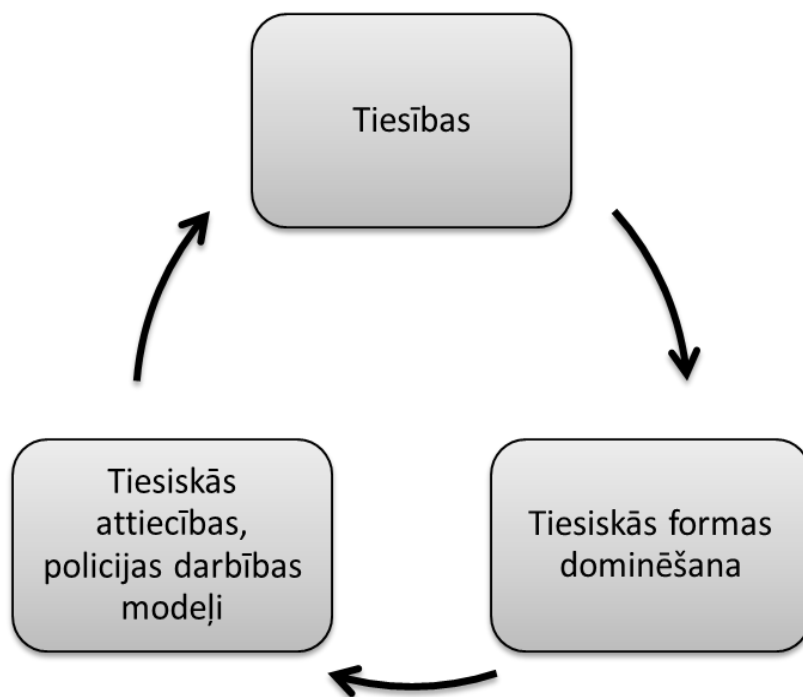 Tiesības
Tiesiskās formas
dominēšana
Tiesiskās
attiecības,
policijas darbības
modeļi